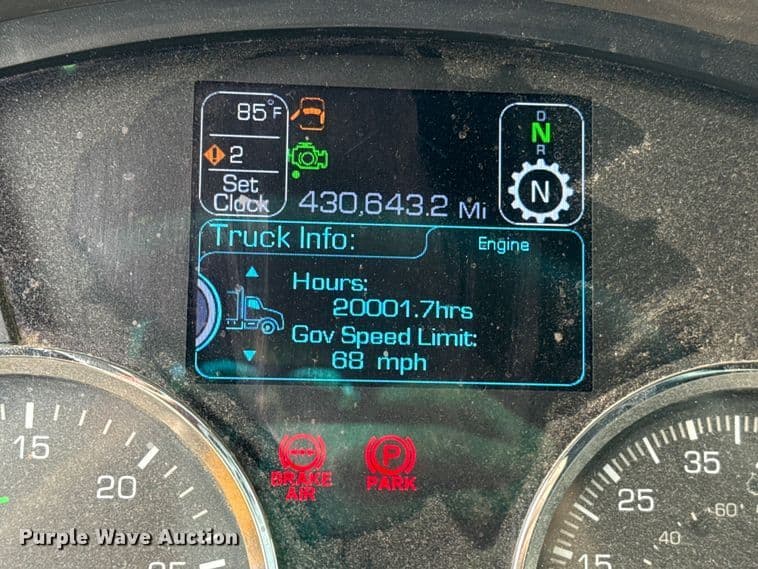 85°F
2
Set
Clock
430,643.2 Mi
D
N
R
N
Truck Info:
Engine
Hours:
20001.7hrs
Gov Speed Limit:
68 mph
BRAKE
AIR
P
PARK
15
20
25
35
25
15
60
40
Purple Wave Auction